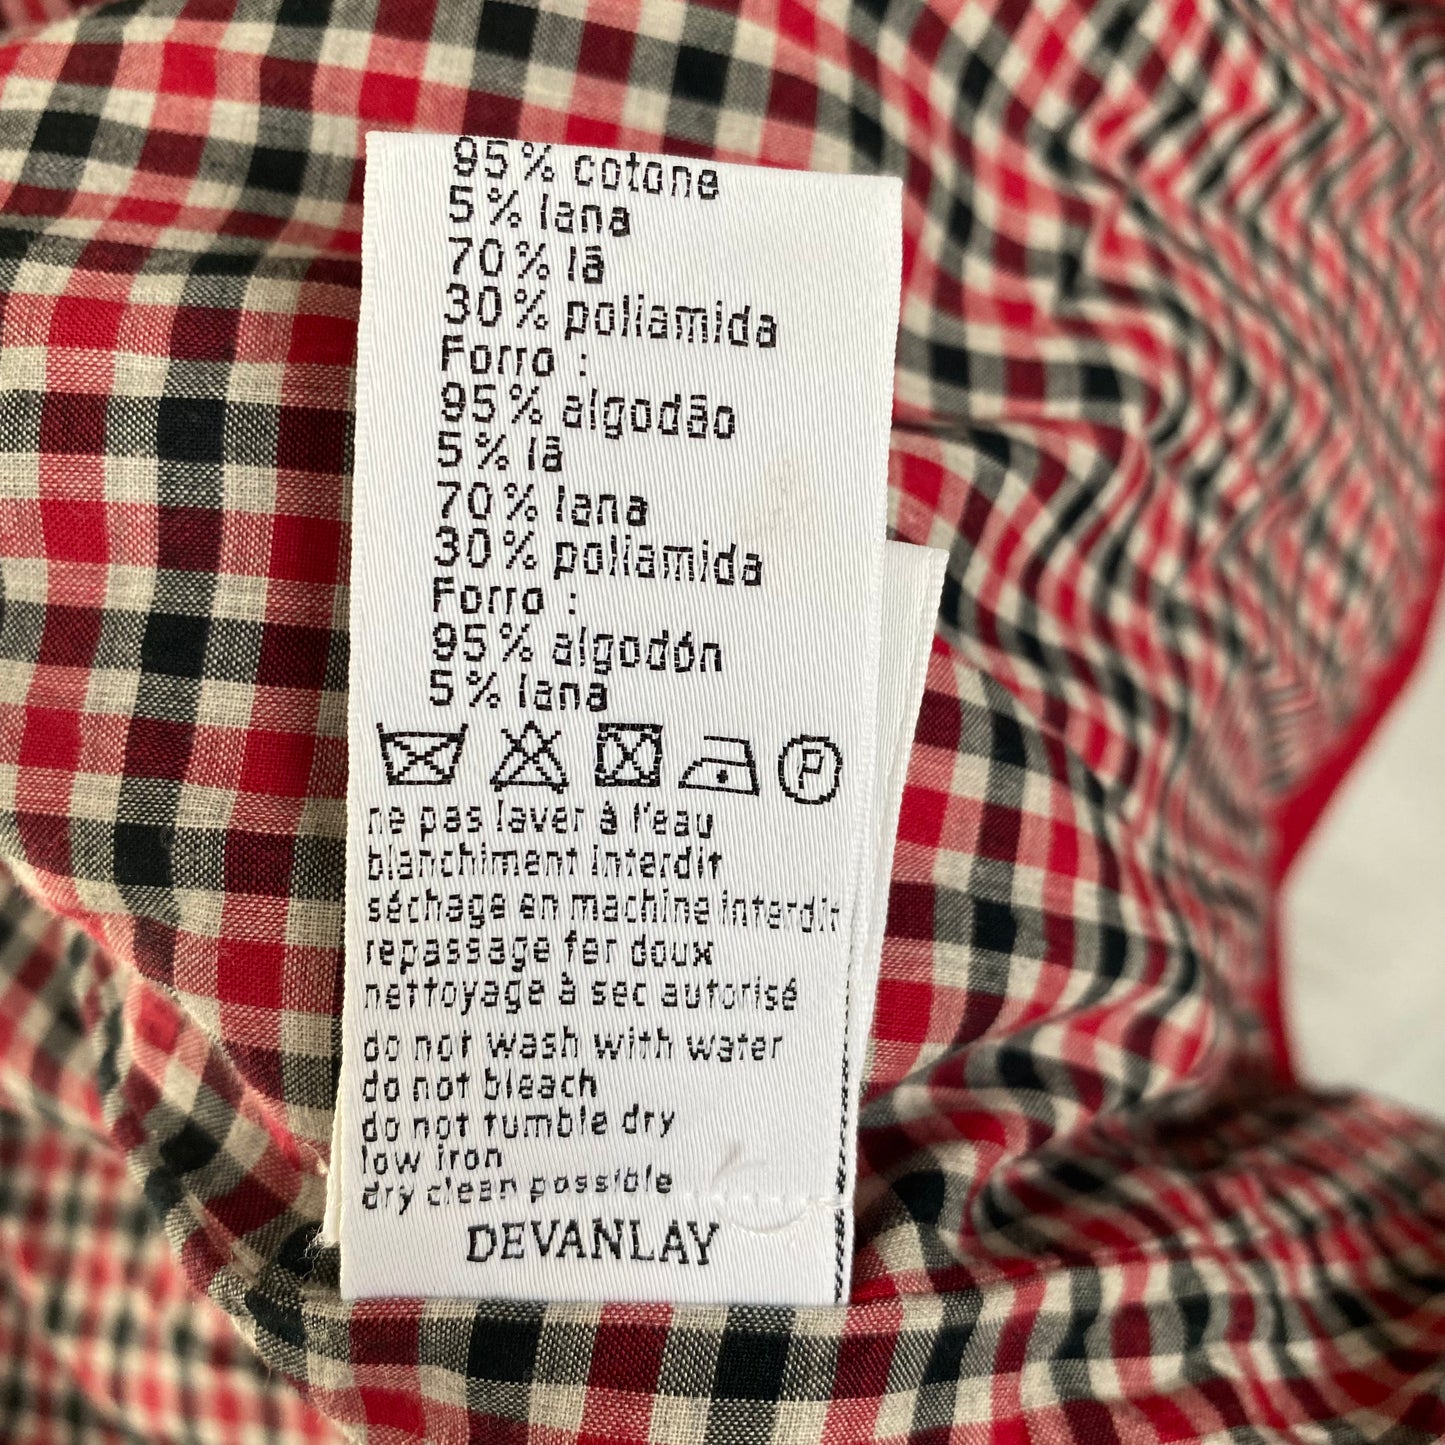 95% cotone
5% lana
70% lã
30% poliamida
Forro :
95% algodão
5% lã
70% lana
30% poliamida
Forro :
95% algodón
5% lana
P
ne pas laver à l'eau
blanchiment interdit
séchage en machine interdit
repassage fer doux
nettoyage à sec autorisé
do not wash with water
do not bleach
do not tumble dry
low iron
dry clean possible
DEVANLAY